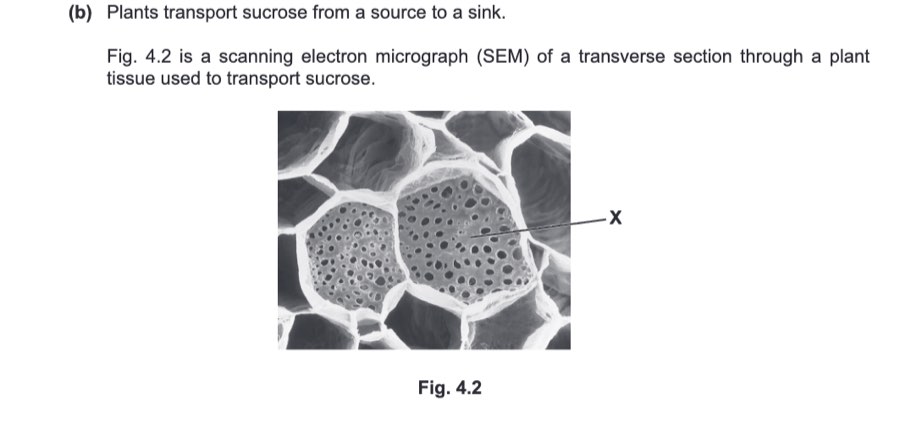 (b) Plants transport sucrose from a source to a sink.
Fig. 4.2 is a scanning electron micrograph (SEM) of a transverse section through a plant
tissue used to transport sucrose.
X
Fig. 4.2